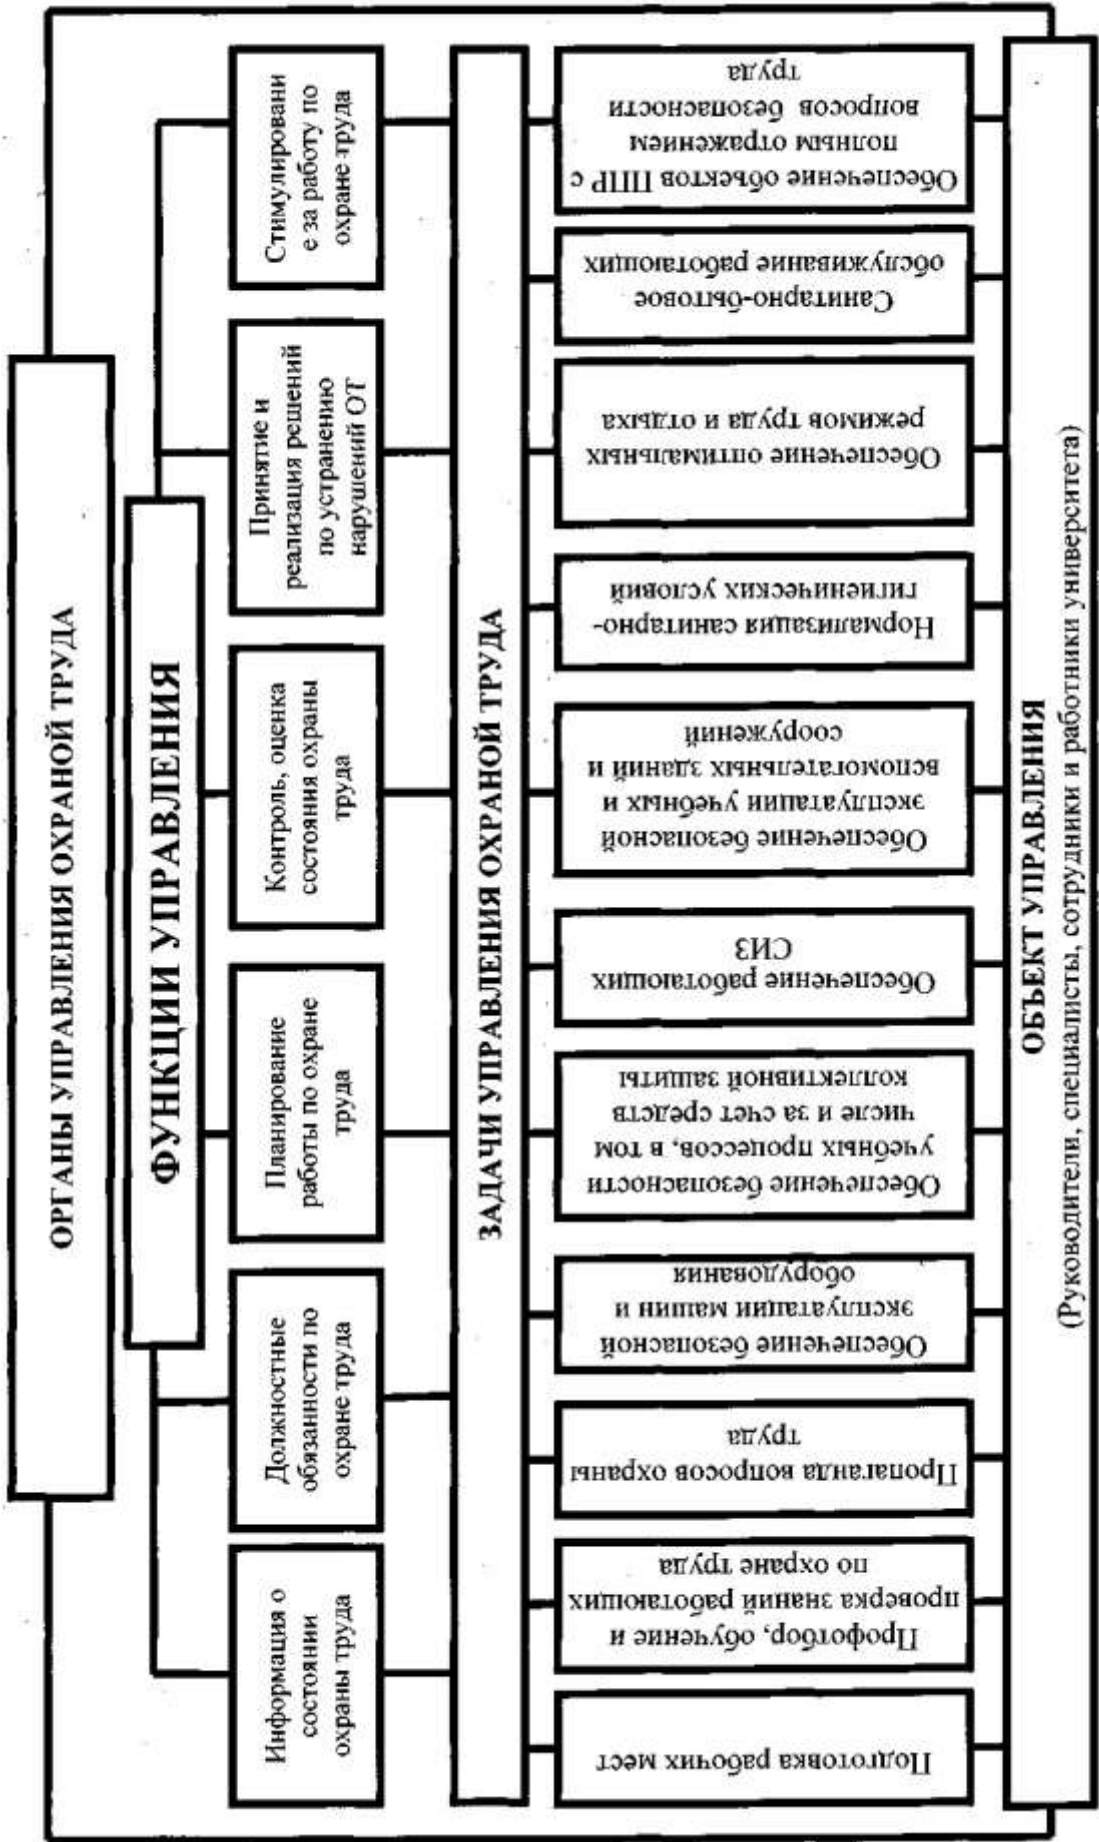 ОРГАНЫ УПРАВЛЕНИЯ ОХРАНОЙ ТРУДА
ФУНКЦИИ УПРАВЛЕНИЯ
Информация о
состоянии
охраны труда
Должностные
обязанности по
охране труда
Планирование
работы по охране
труда
Контроль, оценка
состояния охраны
труда
Принятие и
реализация решений
по устранению
нарушений ОТ
Стимулировани
е за работу по
охране труда
ЗАДАЧИ УПРАВЛЕНИЯ ОХРАНОЙ ТРУДА
Подготовка рабочих мест
Профотбор, обучение и
проверка знаний работающих
по охране труда
Пропаганда вопросов охраны
труда
Обеспечение безопасной
эксплуатации машин и
оборудования
Обеспечение безопасности
учебных процессов, в том
числе и за счет средств
коллективной защиты
Обеспечение работающих
СИЗ
Обеспечение безопасной
эксплуатации учебных и
вспомогательных зданий и
сооружений
Нормализация санитарно-
гигиенических условий
Обеспечение оптимальных
режимов труда и отдыха
Санитарно-бытовое
обслуживание работающих
Обеспечение объектов ППР с
полным отражением
вопросов безопасности
труда
ОБЪЕКТ УПРАВЛЕНИЯ
(Руководители, специалисты, сотрудники и работники университета)